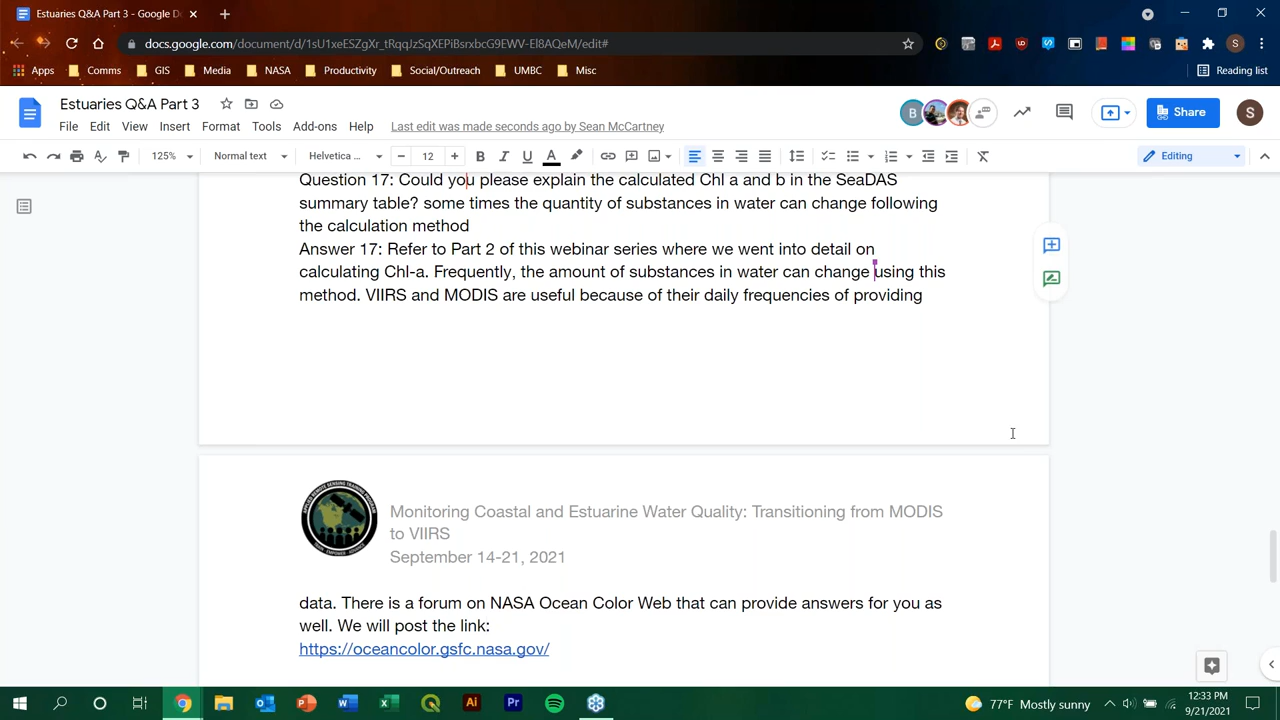 Estuaries Q&A Part 3 - Google D
docs.google.com/document/d/1sU1xeESZgXr_tRqqJzSqXEPiBsrxbcG9EWV-El8AQeM/edit#
Apps Comms GIS Media NASA Productivity Social/Outreach UMBC Misc Reading list
Estuaries Q&A Part 3
B
Share
S
File Edit View Insert Format Tools Add-ons Help Last edit was made seconds ago by Sean McCartney
125% Normal text Helvetica ... 12 B I U A Editing
Question 17: Could you please explain the calculated Chl a and b in the SeaDAS
summary table? some times the quantity of substances in water can change following
the calculation method
Answer 17: Refer to Part 2 of this webinar series where we went into detail on
calculating Chl-a. Frequently, the amount of substances in water can change using this
method. VIIRS and MODIS are useful because of their daily frequencies of providing
Monitoring Coastal and Estuarine Water Quality: Transitioning from MODIS
to VIIRS
September 14-21, 2021
data. There is a forum on NASA Ocean Color Web that can provide answers for you as
well. We will post the link:
https://oceancolor.gsfc.nasa.gov/
77°F Mostly sunny
12:33 PM
9/21/2021